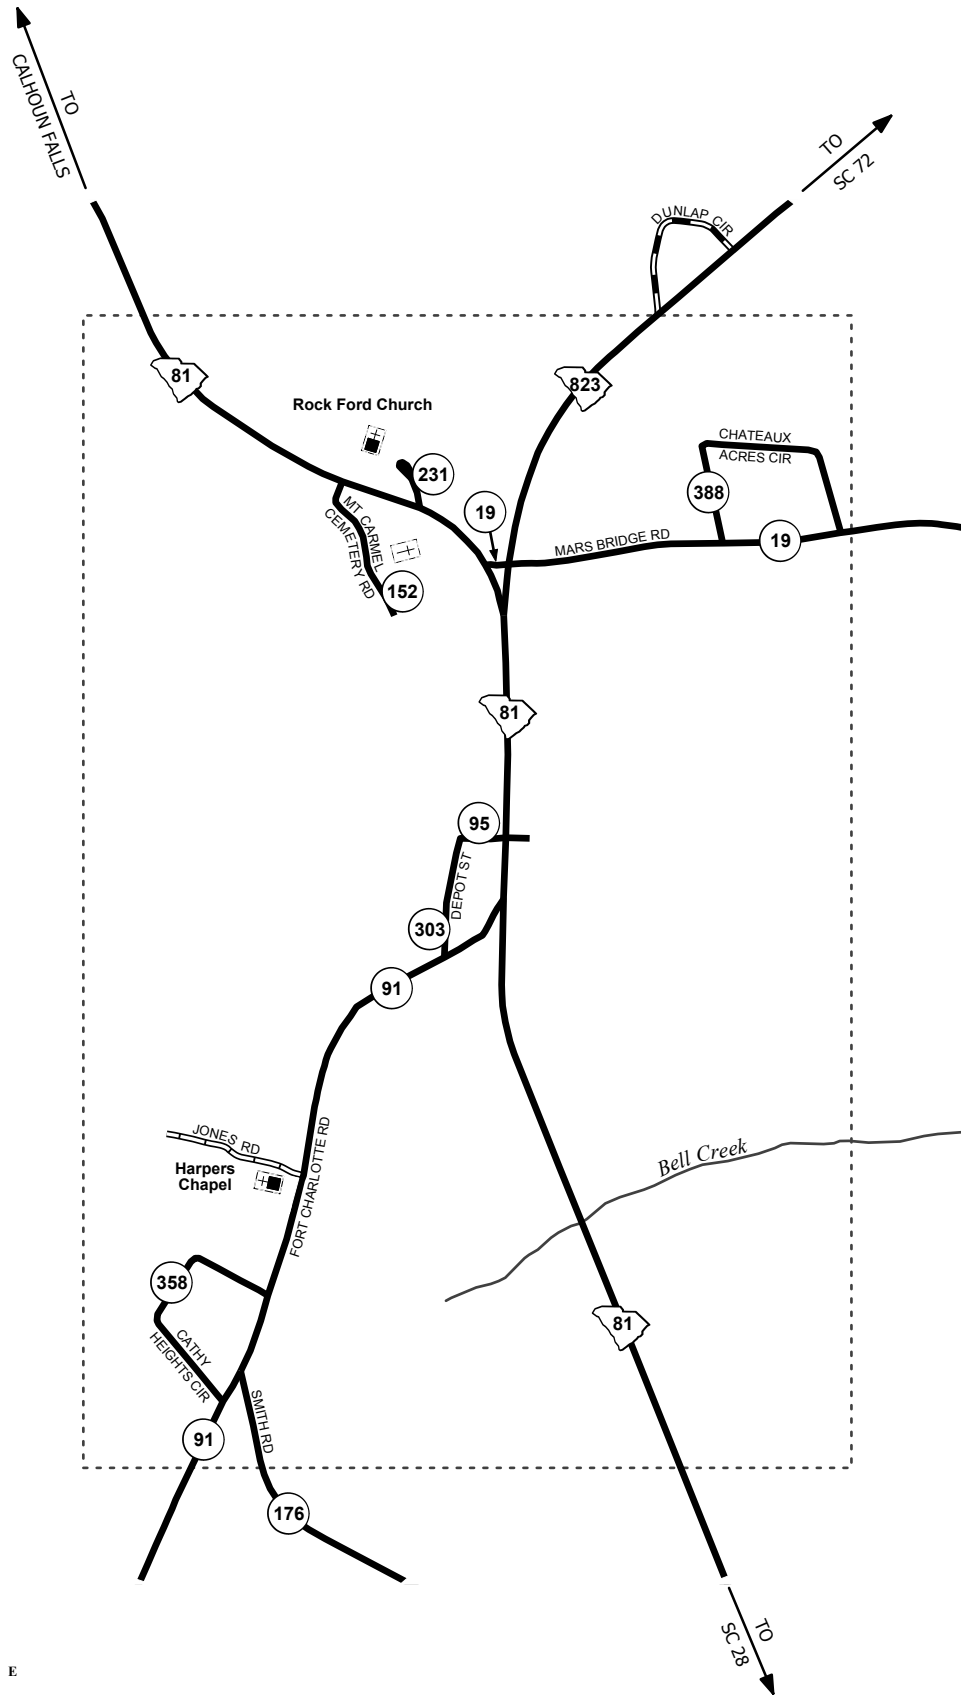 TO
CALHOUN FALLS
TO
SC 72
DUNLAP CIR
81
823
Rock Ford Church
CHATEAUX
ACRES CIR
231
388
19
MT. CARMEL
CEMETERY RD
MARS BRIDGE RD
19
152
81
95
DEPOT ST
303
91
JONES RD
FORT CHARLOTTE RD
Harpers
Chapel
Bell Creek
358
81
CATHY
HEIGHTS CIR
SMITH RD
91
176
TO
SC 28
E